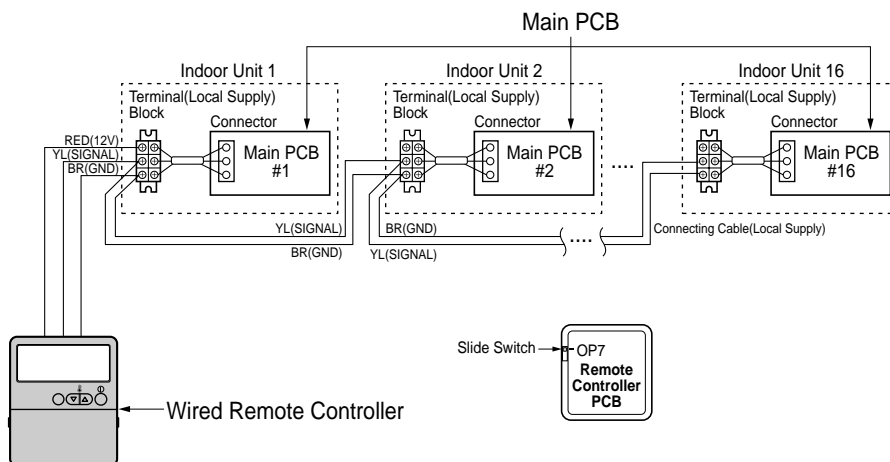 Main PCB
Indoor Unit 1
Indoor Unit 2
Indoor Unit 16
Terminal(Local Supply)
Block
Terminal(Local Supply)
Block
Terminal(Local Supply)
Block
Connector
Connector
Connector
RED(12V)
YL(SIGNAL)
BR(GND)
Main PCB
#1
Main PCB
#2
....
Main PCB
#16
YL(SIGNAL)
BR(GND)
BR(GND)
YL(SIGNAL)
....
Connecting Cable(Local Supply)
Slide Switch
OP7
Remote
Controller
PCB
Wired Remote Controller